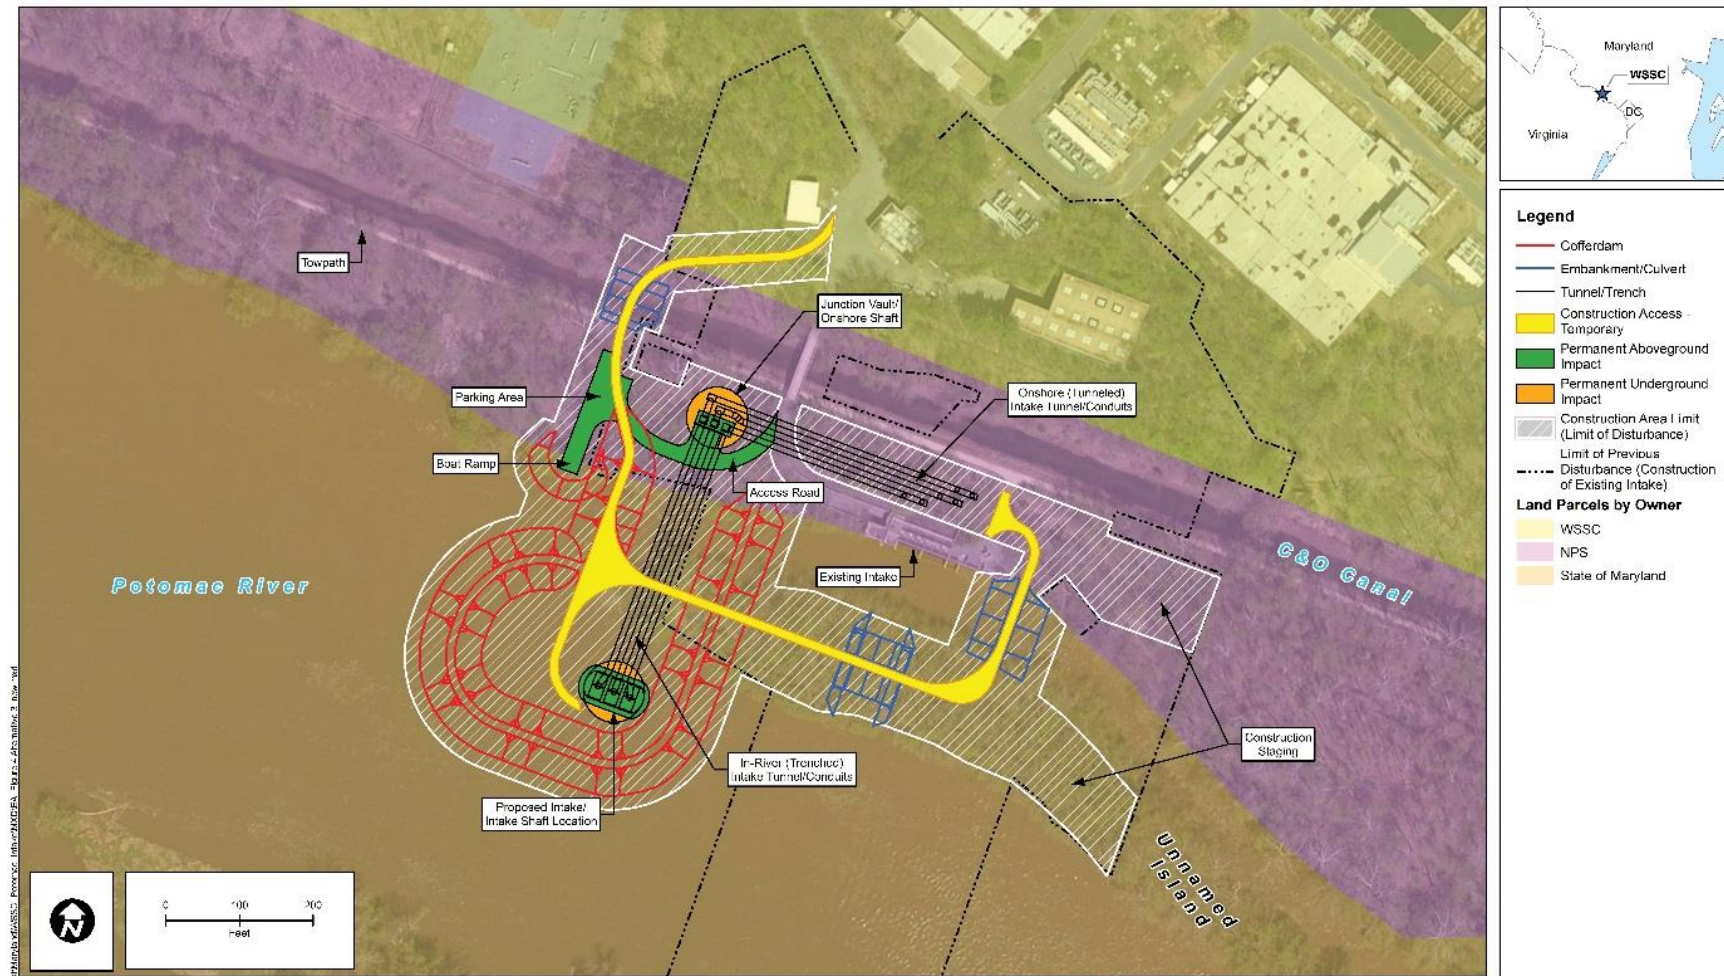 Towpath
Junction Vault/
Onshore Shaft
Parking Area
Onshore (Tunneled)
Intake Tunnel/Conduits
Boat Ramp
Access Road
Potomac River
Existing Intake
C&O Canal
Construction
Staging
In-River (Trenched)
Intake Tunnel/Conduits
Proposed Intake/
Intake Shaft Location
Unnamed
Island
N
0 100 200
Feet
Maryland
WSSC
DC
Virginia
Legend
Cofferdam
Embankment/Culvert
Tunnel/Trench
Construction Access -
Temporary
Permanent Aboveground
Impact
Permanent Underground
Impact
Construction Area Limit
(Limit of Disturbance)
Limit of Previous
Disturbance (Construction
of Existing Intake)
Land Parcels by Owner
WSSC
NPS
State of Maryland